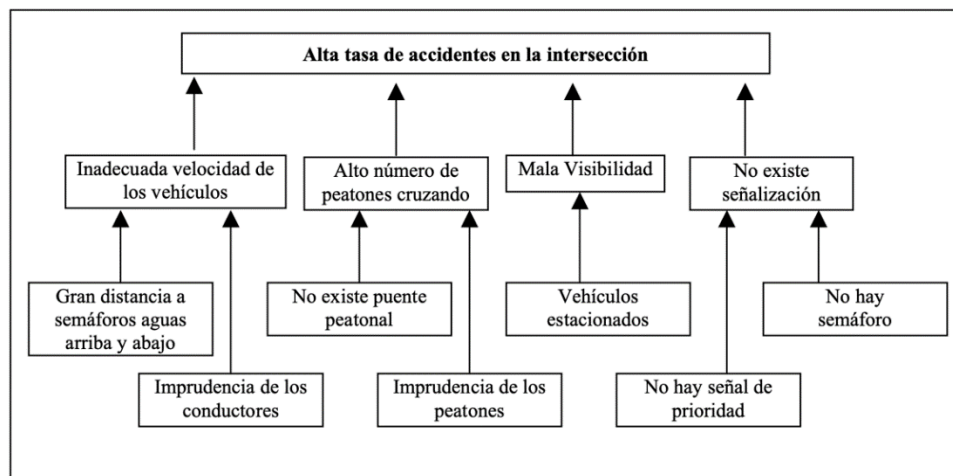 Alta tasa de accidentes en la intersección
Inadecuada velocidad de
los vehículos
Alto número de
peatones cruzando
Mala Visibilidad
No existe
señalización
Gran distancia a
semáforos aguas
arriba y abajo
No existe puente
peatonal
Vehículos
estacionados
No hay
semáforo
Imprudencia de los
conductores
Imprudencia de los
peatones
No hay señal de
prioridad